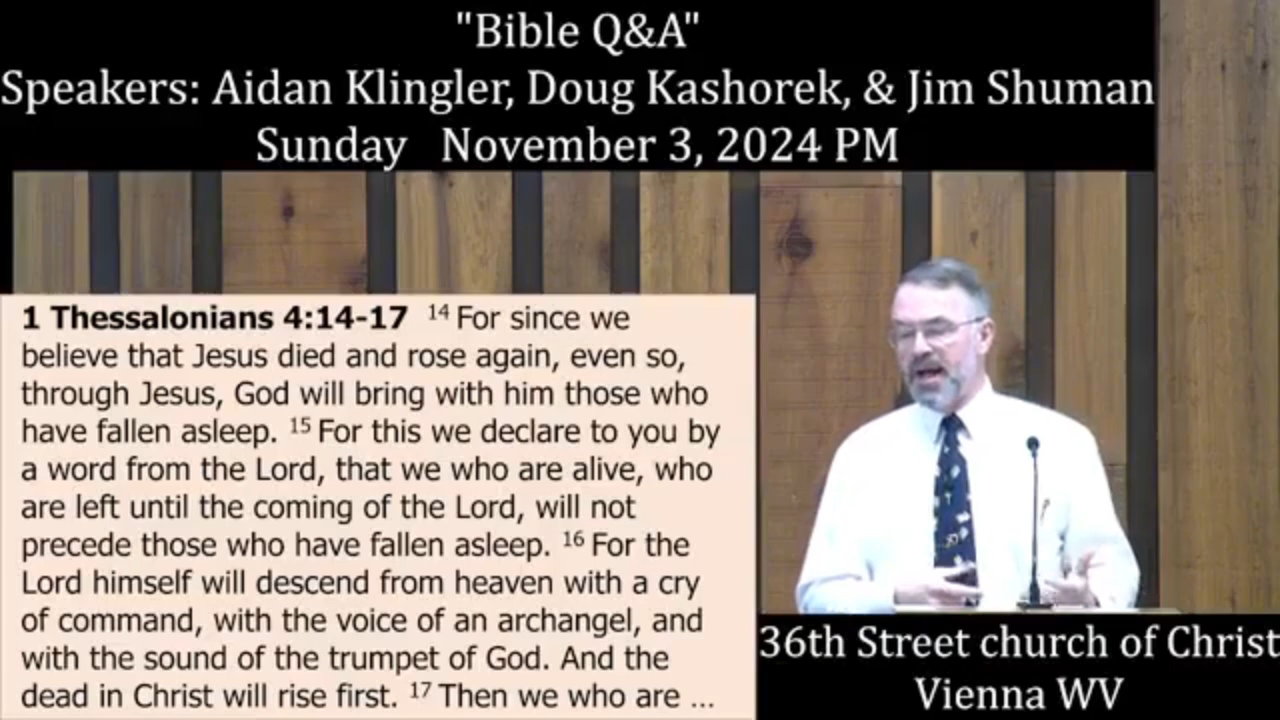 "Bible Q&A"
Speakers: Aidan Klingler, Doug Kashorek, & Jim Shuman
Sunday November 3, 2024 PM
1 Thessalonians 4:14-17 14 For since we
believe that Jesus died and rose again, even so,
through Jesus, God will bring with him those who
have fallen asleep. 15 For this we declare to you by
a word from the Lord, that we who are alive, who
are left until the coming of the Lord, will not
precede those who have fallen asleep. 16 For the
Lord himself will descend from heaven with a cry
of command, with the voice of an archangel, and
with the sound of the trumpet of God. And the
dead in Christ will rise first. 17 Then we who are ...
36th Street church of Christ
Vienna WV